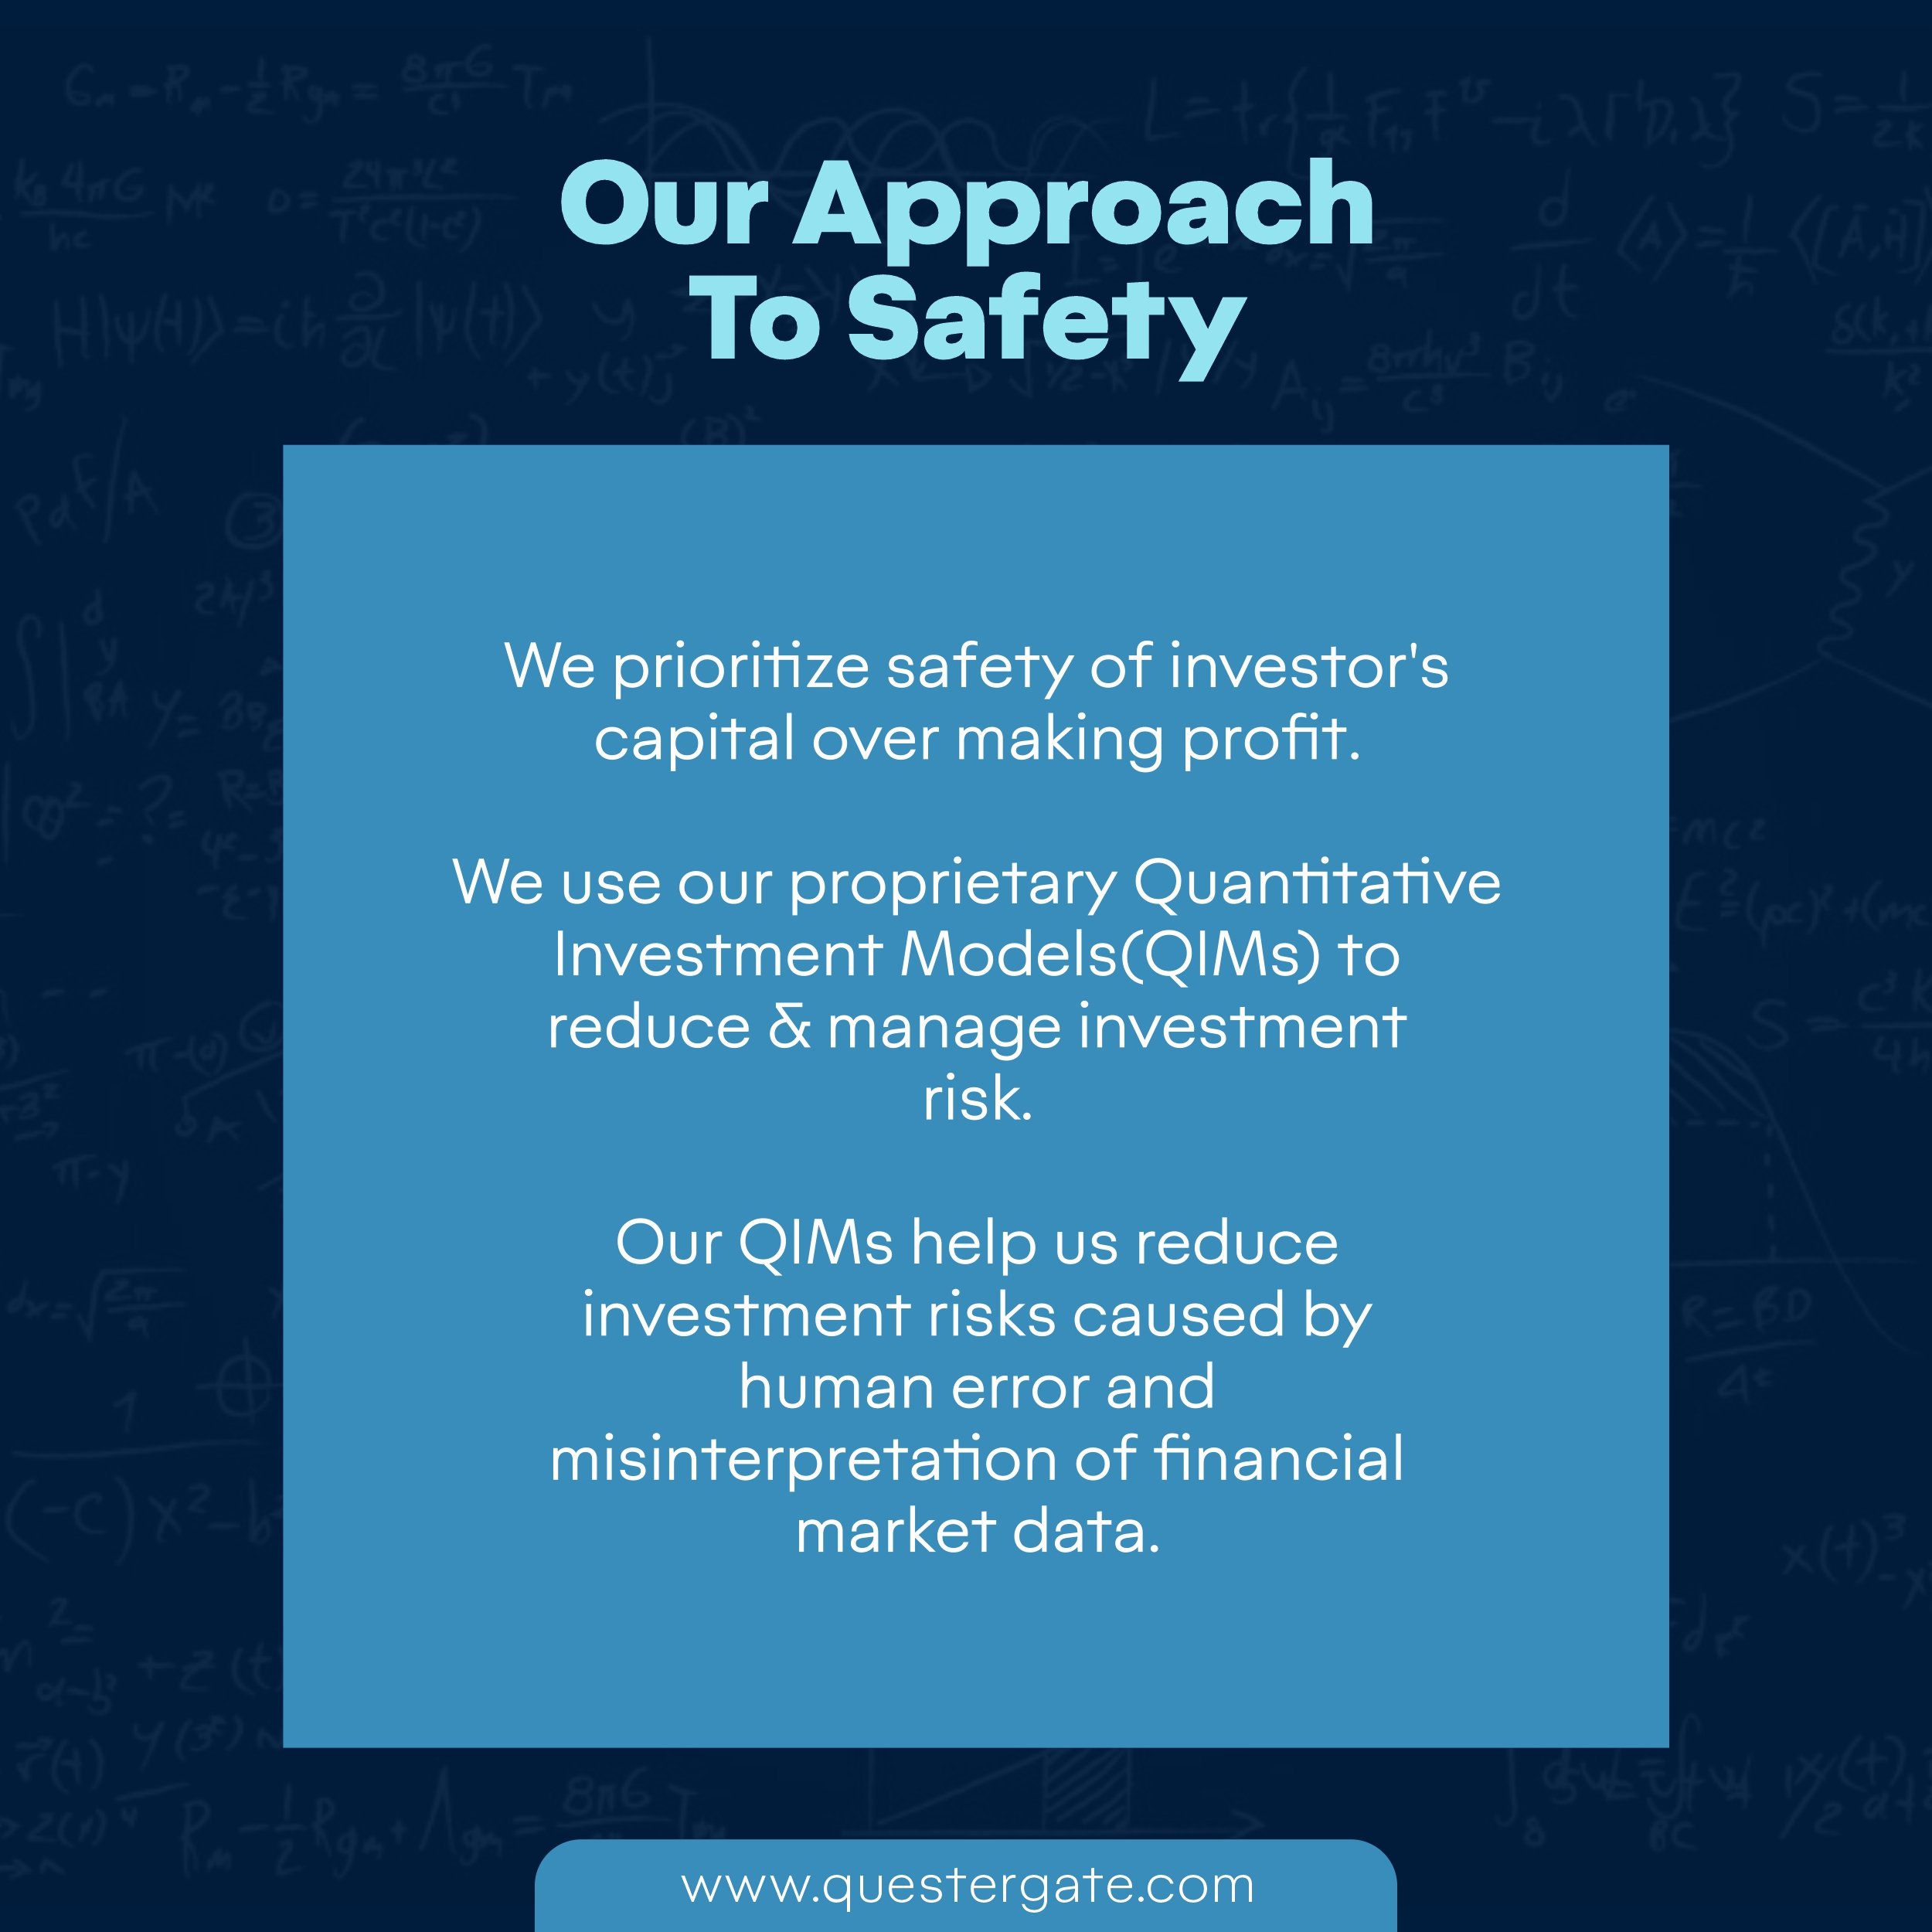 Our Approach
To Safety
We prioritize safety of investor's
capital over making profit.
We use our proprietary Quantitative
Investment Models(QIMs) to
reduce & manage investment
risk.
Our QIMs help us reduce
investment risks caused by
human error and
misinterpretation of financial
market data.
www.questergate.com